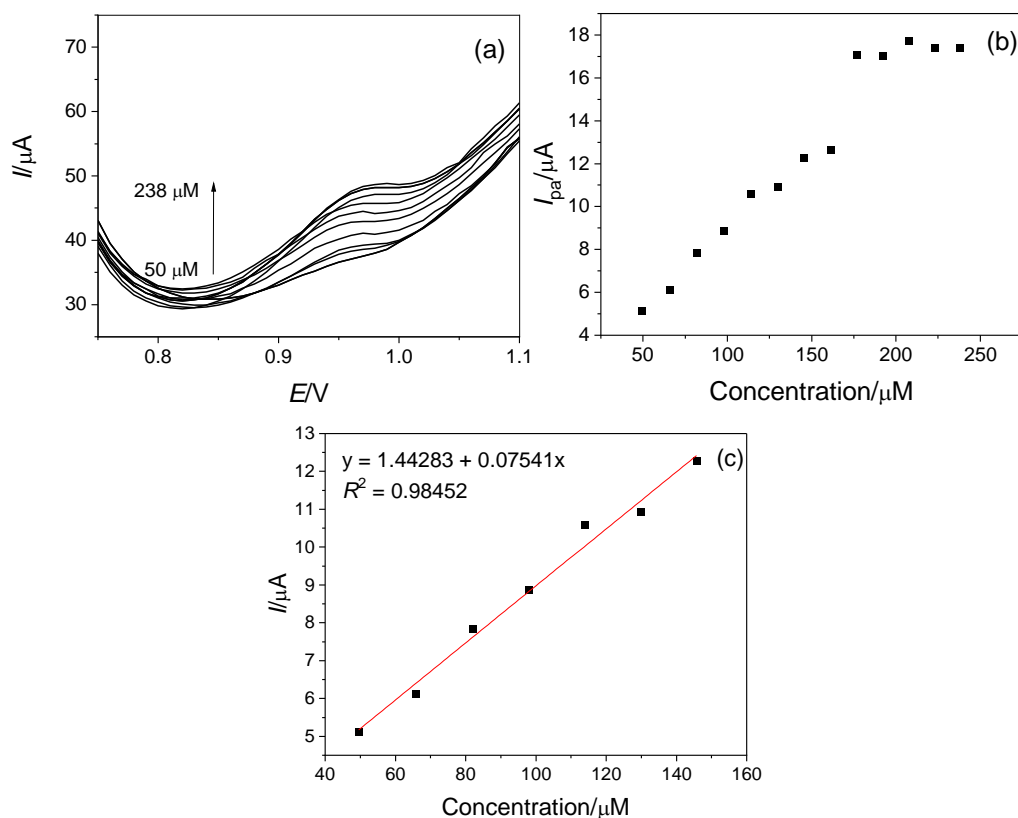 (a)
I/μA
70
60
50
40
30
238 μM
50 μM
0.8 0.9 1.0 1.1
E/V
(b)
I_pa/μA
18
16
14
12
10
8
6
4
50 100 150 200 250
Concentration/μM
(c)
y = 1.44283 + 0.07541x
R² = 0.98452
I/μA
13
12
11
10
9
8
7
6
5
40 60 80 100 120 140 160
Concentration/μM